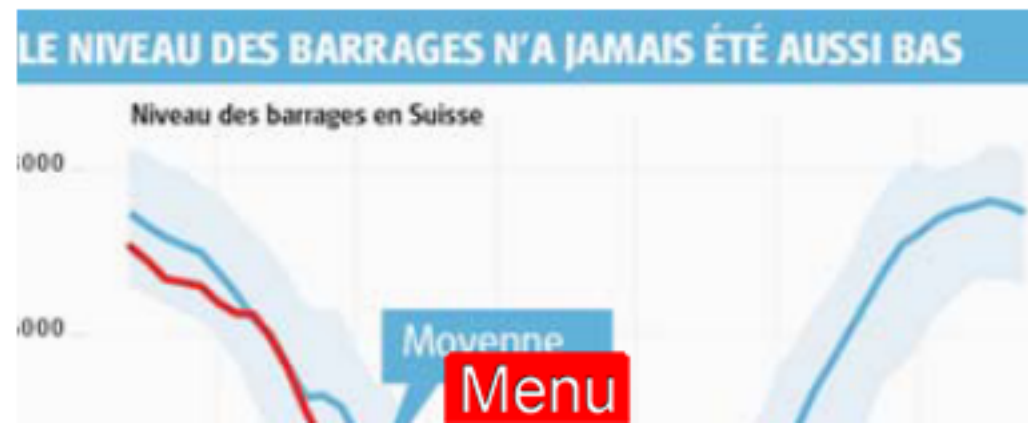 LE NIVEAU DES BARRAGES N'A JAMAIS ÉTÉ AUSSI BAS
Niveau des barrages en Suisse
Moyenne
Menu